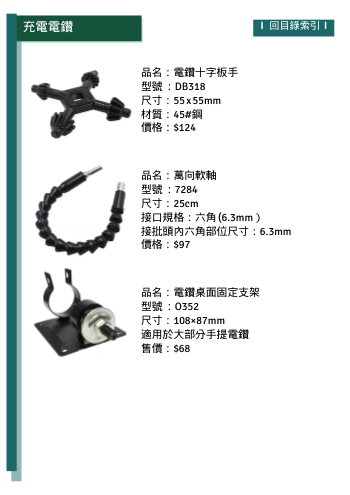 充電電鑽
回目錄索引
品名：電鑽十字板手
型號：DB318
尺寸：55x55mm
材質：45#鋼
價格：$124
品名：萬向軟軸
型號：7284
尺寸：25cm
接口規格：六角(6.3mm)
接批頭內六角部位尺寸：6.3mm
價格：$97
品名：電鑽桌面固定支架
型號：O352
尺寸：108×87mm
適用於大部分手提電鑽
售價：$68